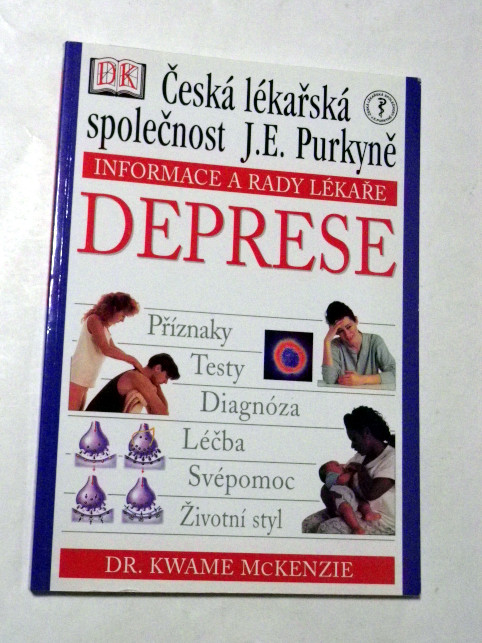 DK
Česká lékařská
společnost J.E. Purkyně
INFORMACE A RADY LÉKAŘE
DEPRESE
Příznaky
Testy
Diagnóza
Léčba
Svépomoc
Životní styl
DR. KWAME McKENZIE